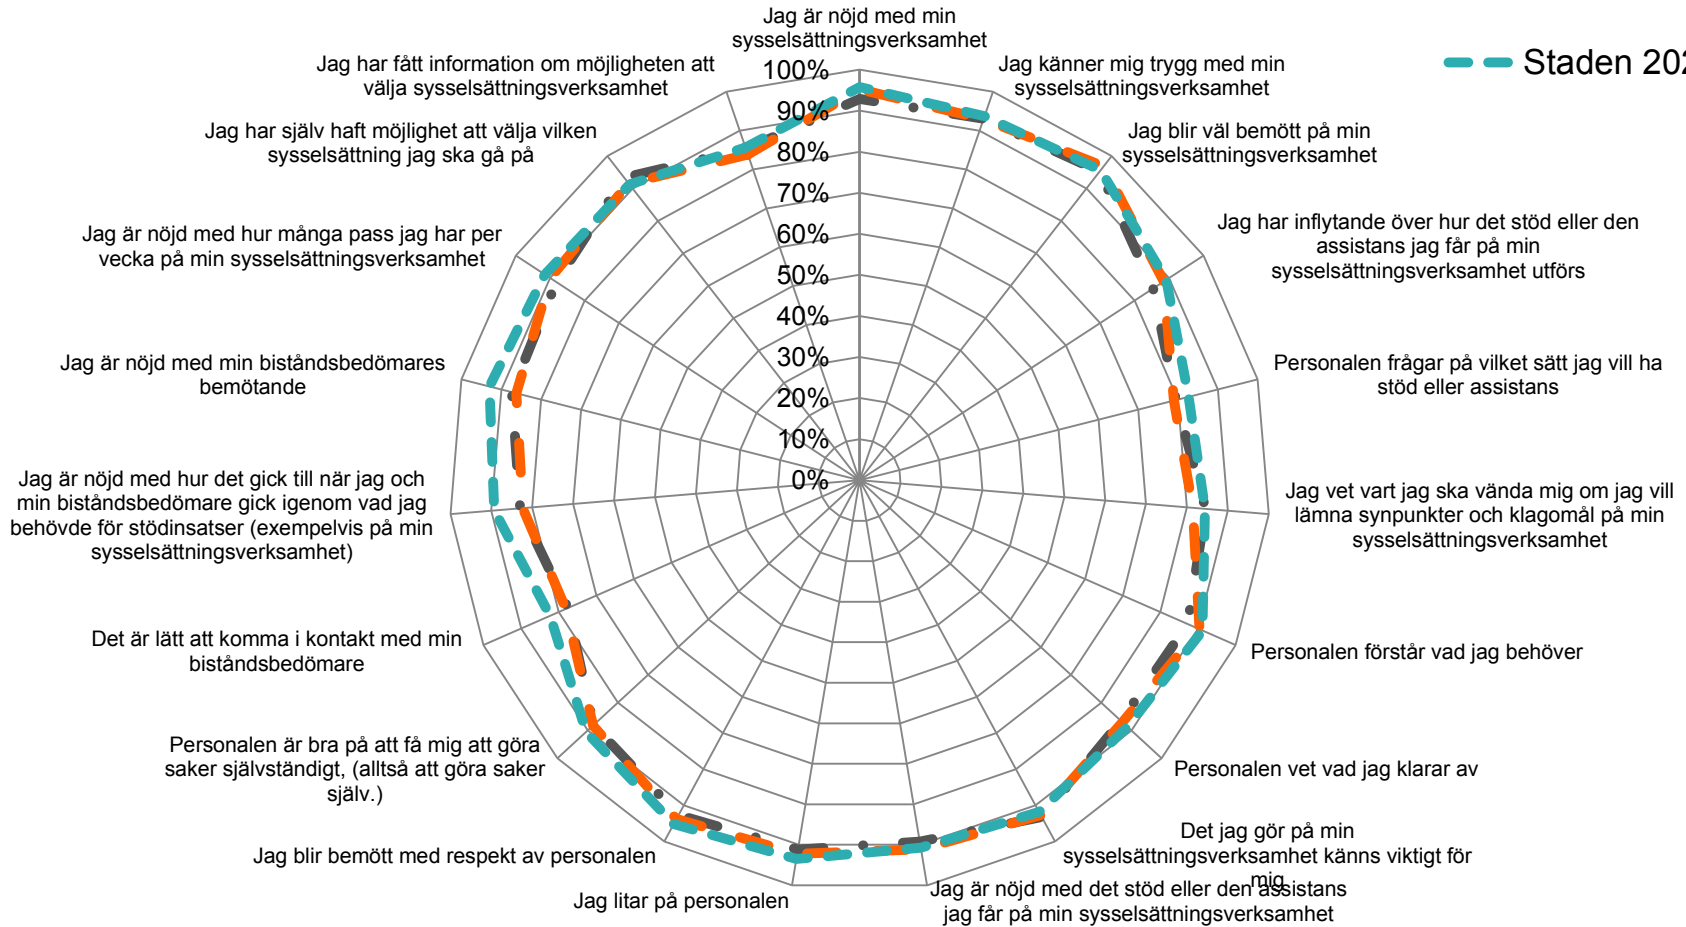 Jag är nöjd med min
sysselsättningsverksamhet
Jag känner mig trygg med min
sysselsättningsverksamhet
Jag blir väl bemött på min
sysselsättningsverksamhet
Jag har inflytande över hur det stöd eller den
assistans jag får på min
sysselsättningsverksamhet utförs
Personalen frågar på vilket sätt jag vill ha
stöd eller assistans
Jag vet vart jag ska vända mig om jag vill
lämna synpunkter och klagomål på min
sysselsättningsverksamhet
Personalen förstår vad jag behöver
Personalen vet vad jag klarar av
Det jag gör på min
sysselsättningsverksamhet känns viktigt för
mig
Jag är nöjd med det stöd eller den assistans
jag får på min sysselsättningsverksamhet
Jag litar på personalen
Jag blir bemött med respekt av personalen
Personalen är bra på att få mig att göra
saker självständigt, (alltså att göra saker
själv.)
Det är lätt att komma i kontakt med min
biståndsbedömare
Jag är nöjd med hur det gick till när jag och
min biståndsbedömare gick igenom vad jag
behövde för stödinsatser (exempelvis på min
sysselsättningsverksamhet)
Jag är nöjd med min biståndsbedömares
bemötande
Jag är nöjd med hur många pass jag har per
vecka på min sysselsättningsverksamhet
Jag har själv haft möjlighet att välja vilken
sysselsättning jag ska gå på
Jag har fått information om möjligheten att
välja sysselsättningsverksamhet
100%
90%
80%
70%
60%
50%
40%
30%
20%
10%
0%
Staden 202